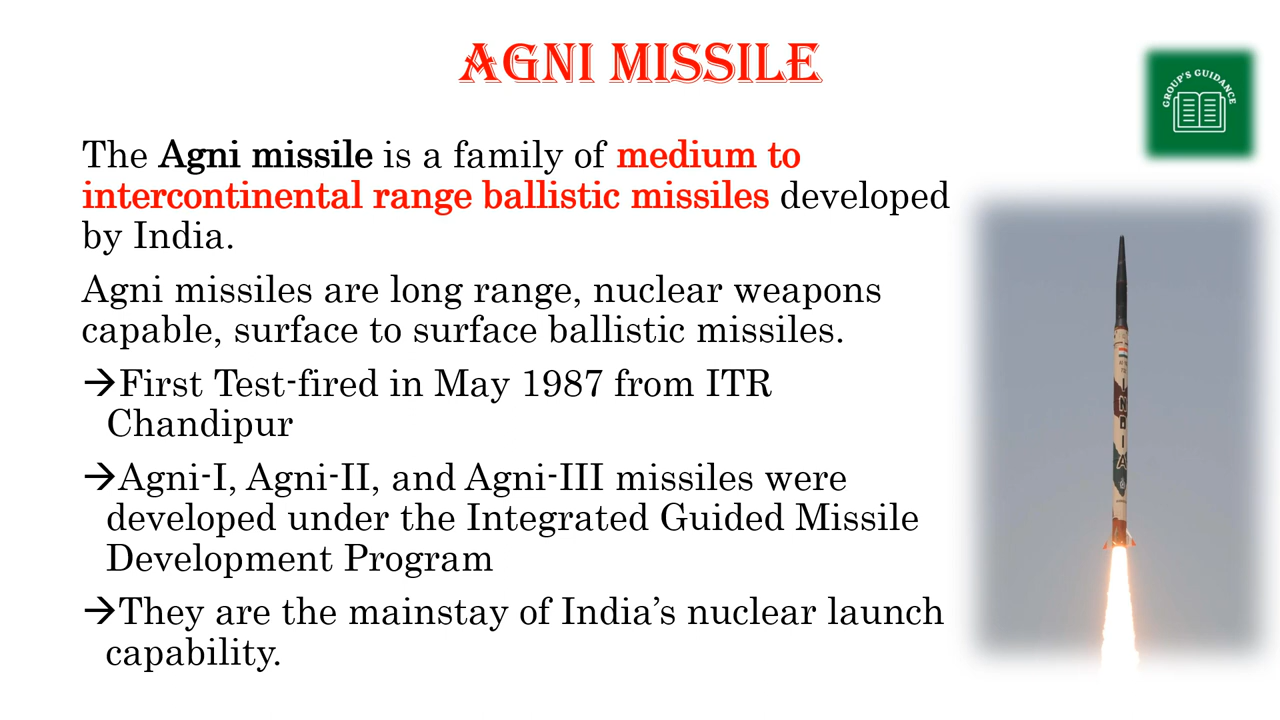 AGNI MISSILE
GROUP'S GUIDANCE
The Agni missile is a family of medium to
intercontinental range ballistic missiles developed
by India.
Agni missiles are long range, nuclear weapons
capable, surface to surface ballistic missiles.
→First Test-fired in May 1987 from ITR
Chandipur
→Agni-I, Agni-II, and Agni-III missiles were
developed under the Integrated Guided Missile
Development Program
→They are the mainstay of India’s nuclear launch
capability.
INDIA